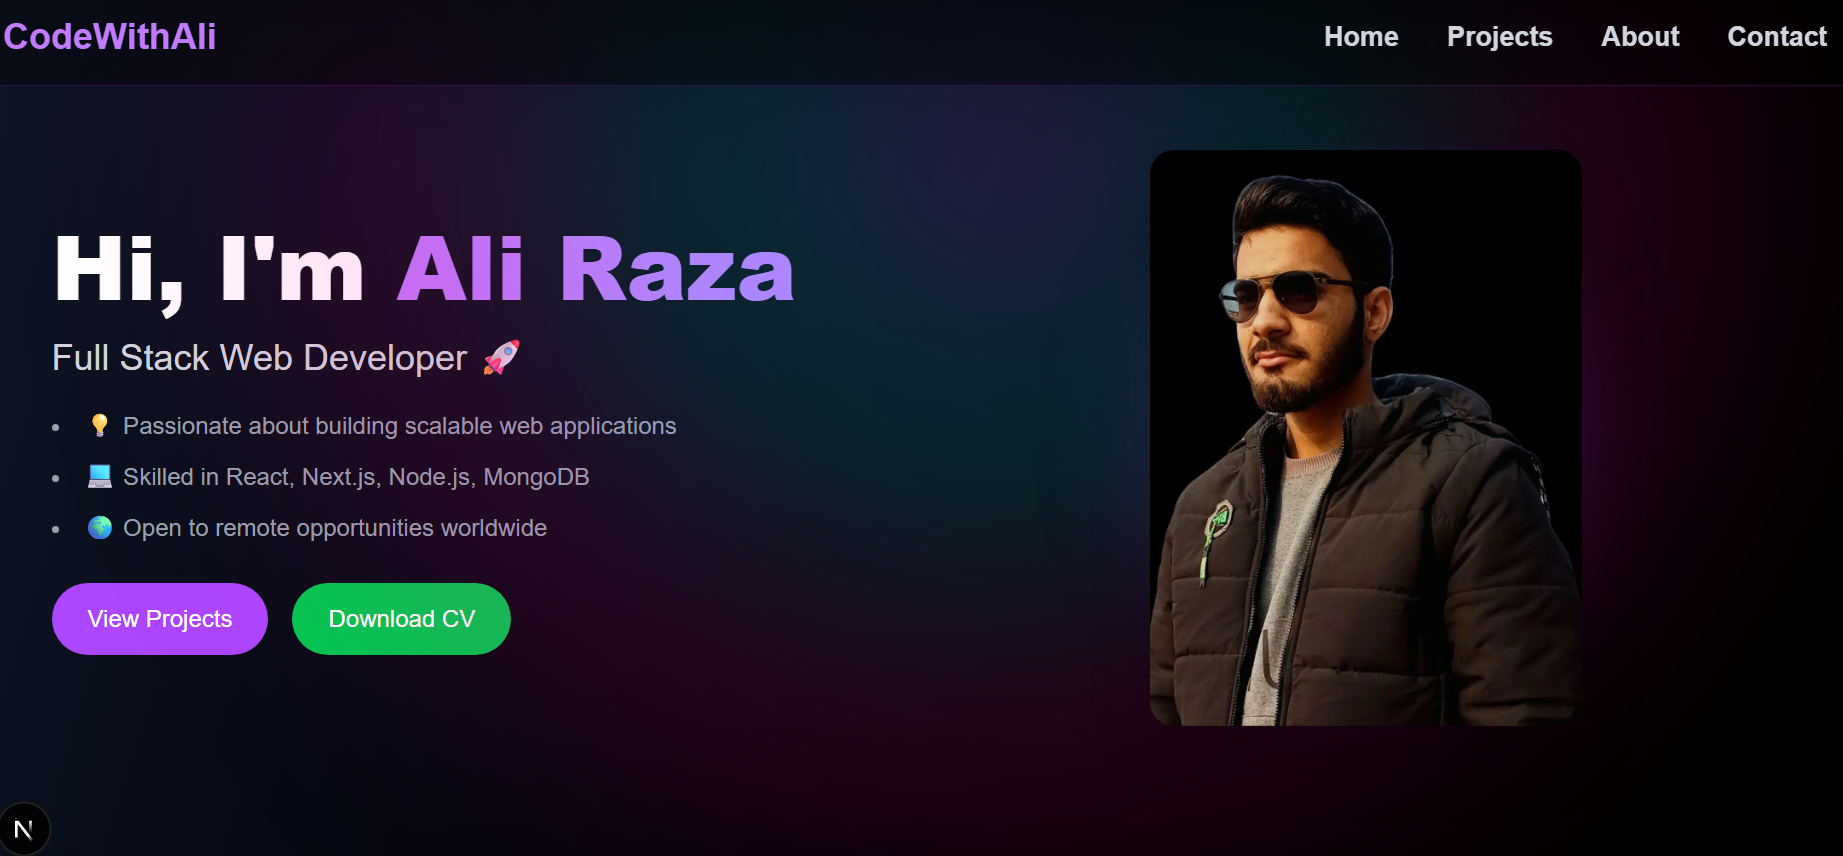 CodeWithAli
Home Projects About Contact
Hi, I'm Ali Raza
Full Stack Web Developer 🚀
• 💡 Passionate about building scalable web applications
• 💻 Skilled in React, Next.js, Node.js, MongoDB
• 🌍 Open to remote opportunities worldwide
View Projects Download CV
N